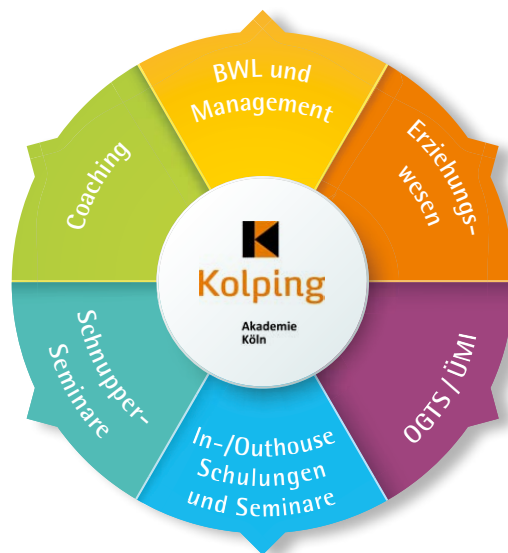 BWL und
Management
Erziehungs-
wesen
OGTS / ÜMI
In-/Outhouse
Schulungen
und Seminare
Schnupper-
Seminare
Coaching
Kolping
Akademie
Köln